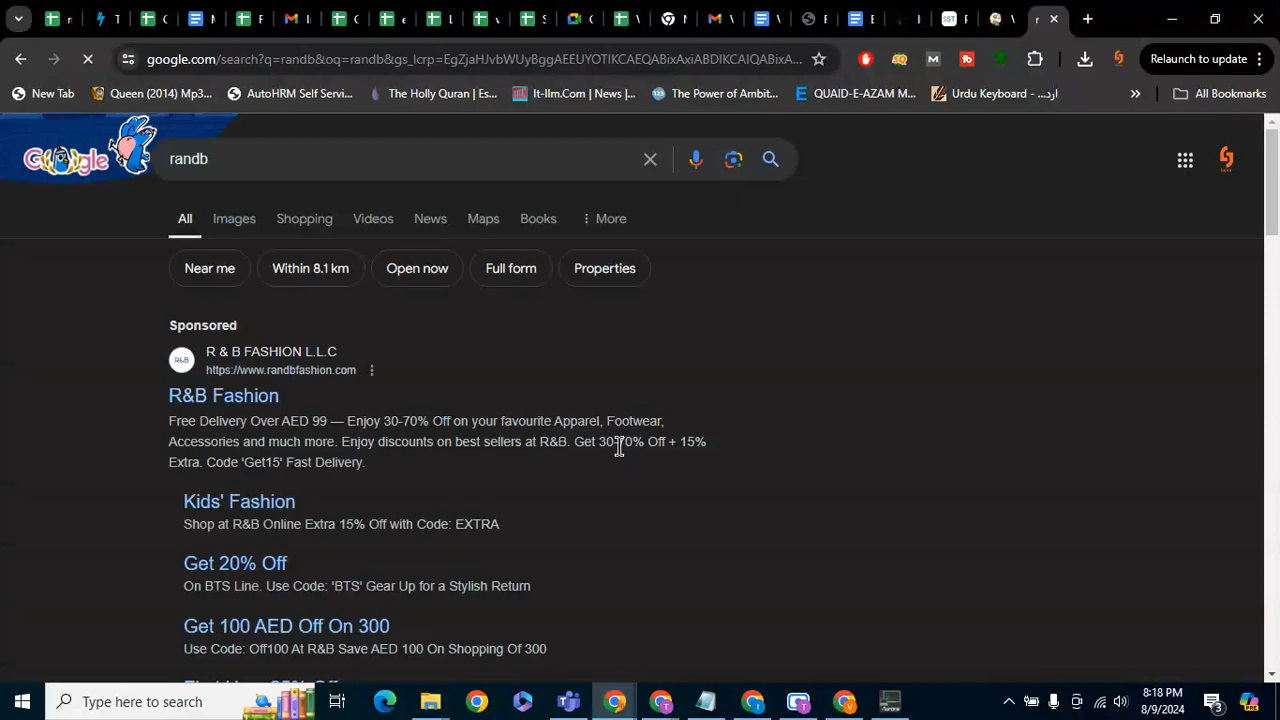 google.com/search?q=randb&oq=randb&gs_lcrp=EgZjaHJvbWUyBggAEEUYOTIKCAEQABixAxiABDIKCAIQABixA...
Relaunch to update
New Tab
Queen (2014) Mp3...
AutoHRM Self Servi...
The Holly Quran | Es...
It-llm.Com | News |...
The Power of Ambit...
QUAID-E-AZAM M...
Urdu Keyboard - اردو...
»
All Bookmarks
Google
randb
All
Images
Shopping
Videos
News
Maps
Books
More
Near me
Within 8.1 km
Open now
Full form
Properties
Sponsored
R&B
R & B FASHION L.L.C
https://www.randbfashion.com
R&B Fashion
Free Delivery Over AED 99 — Enjoy 30-70% Off on your favourite Apparel, Footwear,
Accessories and much more. Enjoy discounts on best sellers at R&B. Get 30-70% Off + 15%
Extra. Code 'Get15' Fast Delivery.
Kids' Fashion
Shop at R&B Online Extra 15% Off with Code: EXTRA
Get 20% Off
On BTS Line. Use Code: 'BTS' Gear Up for a Stylish Return
Get 100 AED Off On 300
Use Code: Off100 At R&B Save AED 100 On Shopping Of 300
Type here to search
8:18 PM
8/9/2024
3